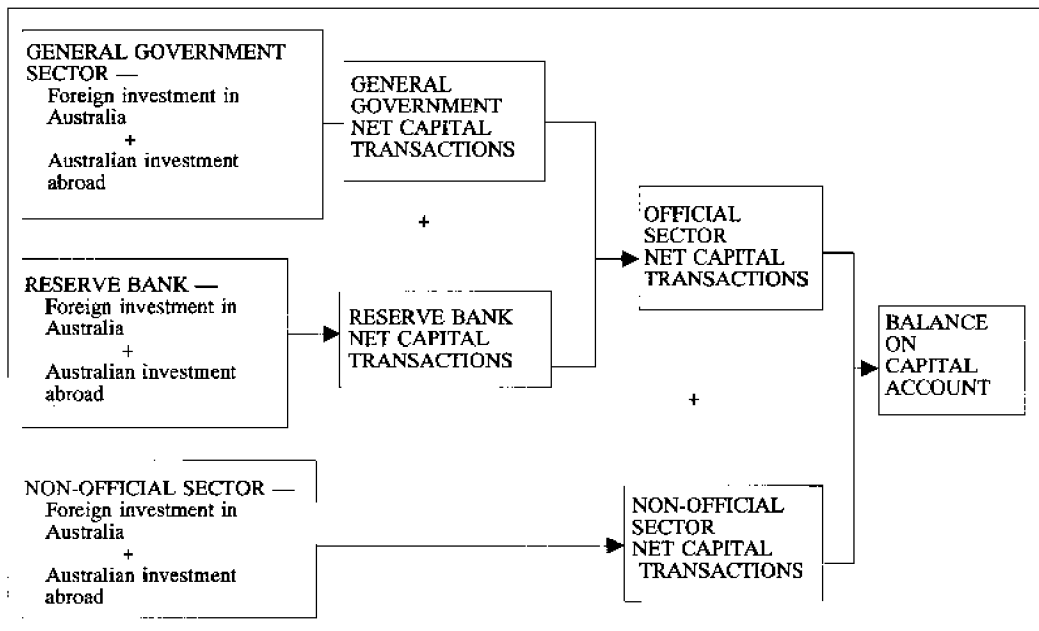 GENERAL GOVERNMENT
SECTOR —
Foreign investment in
Australia
+
Australian investment
abroad
GENERAL
GOVERNMENT
NET CAPITAL
TRANSACTIONS
+
RESERVE BANK —
Foreign investment in
Australia
+
Australian investment
abroad
RESERVE BANK
NET CAPITAL
TRANSACTIONS
OFFICIAL
SECTOR
NET CAPITAL
TRANSACTIONS
+
BALANCE
ON
CAPITAL
ACCOUNT
NON-OFFICIAL SECTOR —
Foreign investment in
Australia
+
Australian investment
abroad
NON-OFFICIAL
SECTOR
NET CAPITAL
TRANSACTIONS